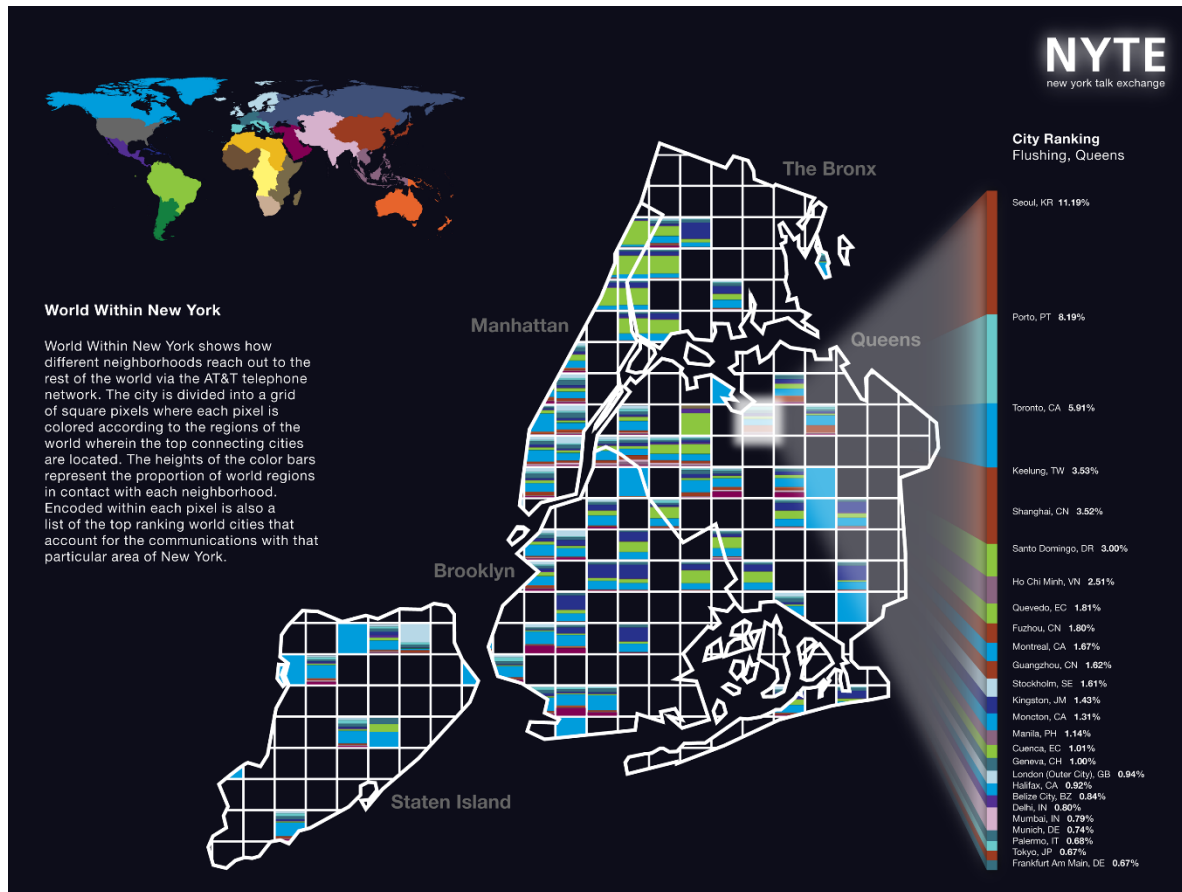 NYTE
new york talk exchange
City Ranking
Flushing, Queens
The Bronx
Manhattan
Queens
Brooklyn
Staten Island
World Within New York
World Within New York shows how
different neighborhoods reach out to the
rest of the world via the AT&T telephone
network. The city is divided into a grid
of square pixels where each pixel is
colored according to the regions of the
world wherein the top connecting cities
are located. The heights of the color bars
represent the proportion of world regions
in contact with each neighborhood.
Encoded within each pixel is also a
list of the top ranking world cities that
account for the communications with that
particular area of New York.
Seoul, KR 11.19%
Porto, PT 8.19%
Toronto, CA 5.91%
Keelung, TW 3.53%
Shanghai, CN 3.52%
Santo Domingo, DR 3.00%
Ho Chi Minh, VN 2.51%
Quevedo, EC 1.81%
Fuzhou, CN 1.80%
Montreal, CA 1.67%
Guangzhou, CN 1.62%
Stockholm, SE 1.61%
Kingston, JM 1.43%
Moncton, CA 1.31%
Manila, PH 1.14%
Cuenca, EC 1.01%
Geneva, CH 1.00%
London (Outer City), GB 0.94%
Halifax, CA 0.92%
Belize City, BZ 0.84%
Delhi, IN 0.80%
Mumbai, IN 0.79%
Munich, DE 0.74%
Palermo, IT 0.68%
Tokyo, JP 0.67%
Frankfurt Am Main, DE 0.67%